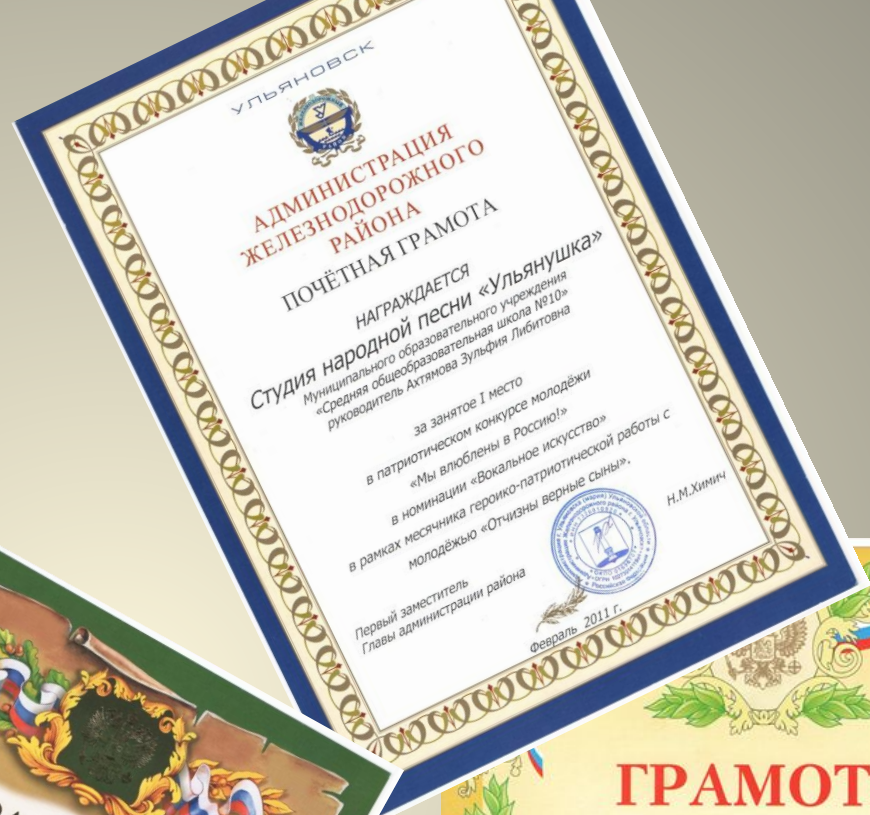 УЛЬЯНОВСК
АДМИНИСТРАЦИЯ
ЖЕЛЕЗНОДОРОЖНОГО
РАЙОНА
ПОЧЁТНАЯ ГРАМОТА
НАГРАЖДАЕТСЯ
Студия народной песни «Ульянушка»
Муниципального образовательного учреждения
«Средняя общеобразовательная школа №10»
руководитель Ахтямова Зульфия Либитовна
за занятое I место
в патриотическом конкурсе молодёжи
«Мы влюблены в Россию!»
в номинации «Вокальное искусство»
в рамках месячника героико-патриотической работы с
молодёжью «Отчизны верные сыны».
Первый заместитель
Главы администрации района
Н.М.Химич
Февраль 2011 г.
ГРАМОТ